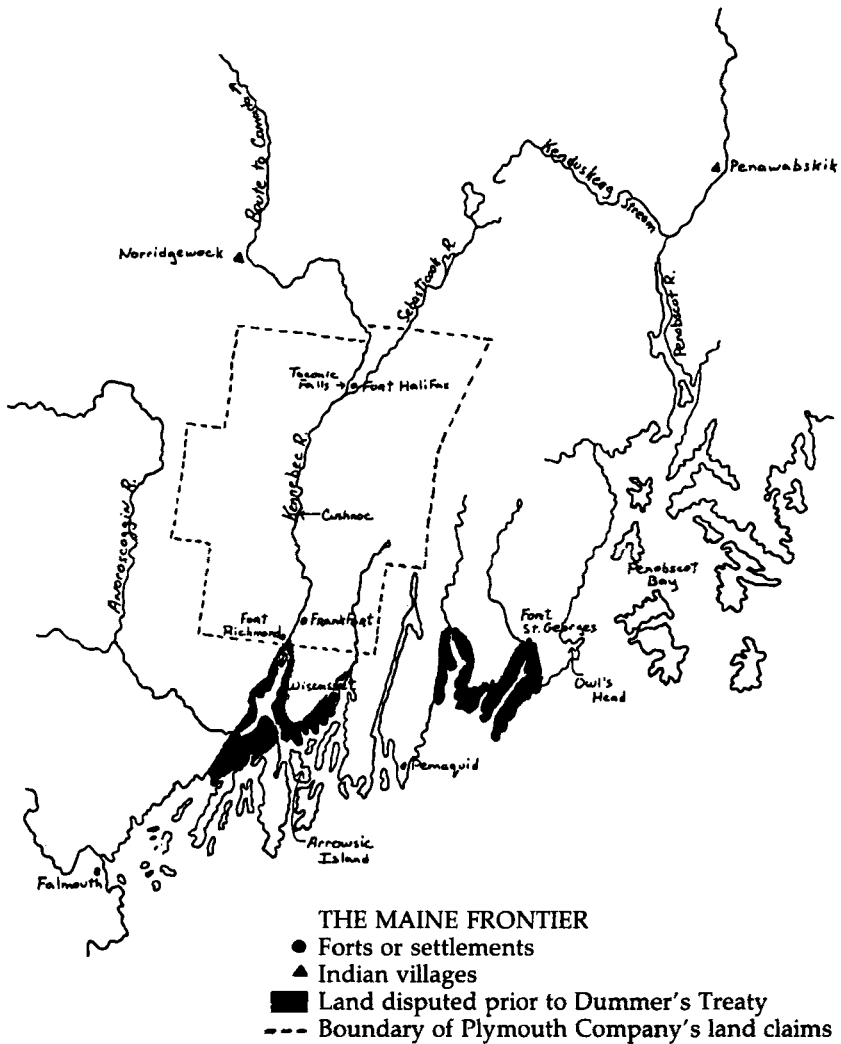 Route to Canada
Kenduskeag Stream
Penawabskik
Norridgewock
Sebasticook R.
Penobscot R.
Taconic
Falls
Fort Halifax
Kennebec R.
Cushnoc
Androscoggin R.
Penobscot
Bay
Fort
Richmond
Frankfort
Fort
St. Georges
Wiscasset
Owl's
Head
Pemaquid
Arrowsic
Island
Falmouth
THE MAINE FRONTIER
Forts or settlements
Indian villages
Land disputed prior to Dummer's Treaty
Boundary of Plymouth Company's land claims